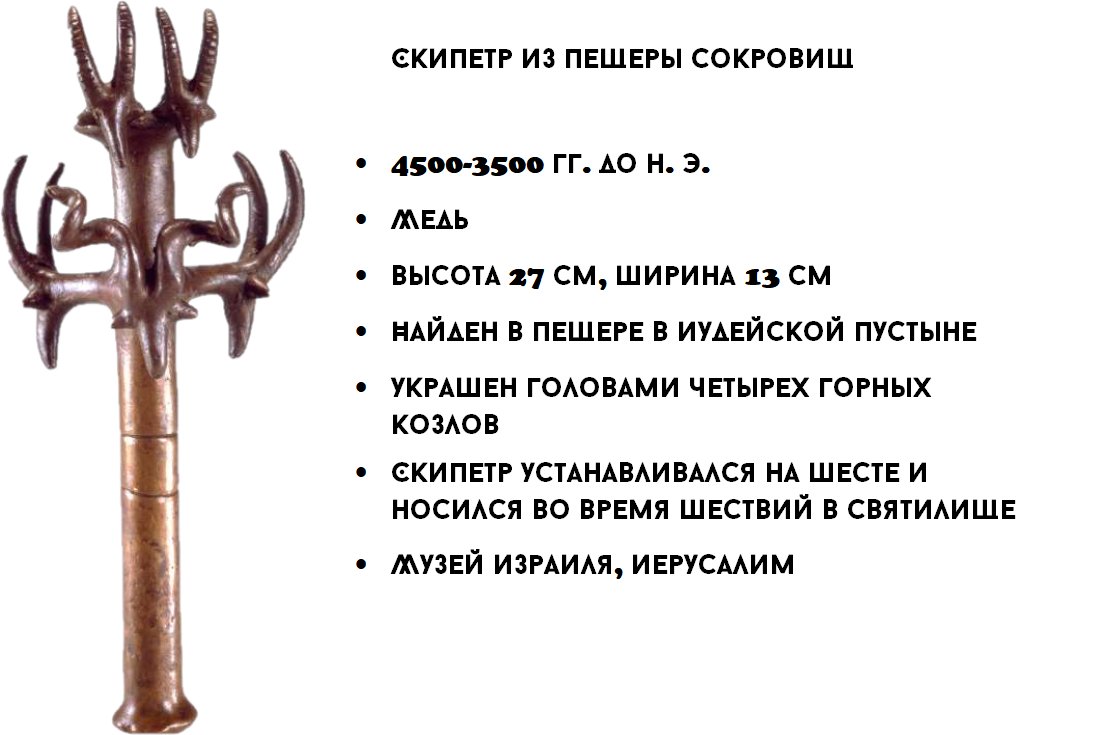 СКИПЕТР ИЗ ПЕЩЕРЫ СОКРОВИЩ
• 4500-3500 ГГ. ДО Н. Э.
• МЕДЬ
• ВЫСОТА 27 СМ, ШИРИНА 13 СМ
• НАЙДЕН В ПЕЩЕРЕ В ИУДЕЙСКОЙ ПУСТЫНЕ
• УКРАШЕН ГОЛОВАМИ ЧЕТЫРЕХ ГОРНЫХ
КОЗЛОВ
• СКИПЕТР УСТАНАВЛИВАЛСЯ НА ШЕСТЕ И
НОСИЛСЯ ВО ВРЕМЯ ШЕСТВИЙ В СВЯТИЛИЩЕ
• МУЗЕЙ ИЗРАИЛЯ, ИЕРУСАЛИМ